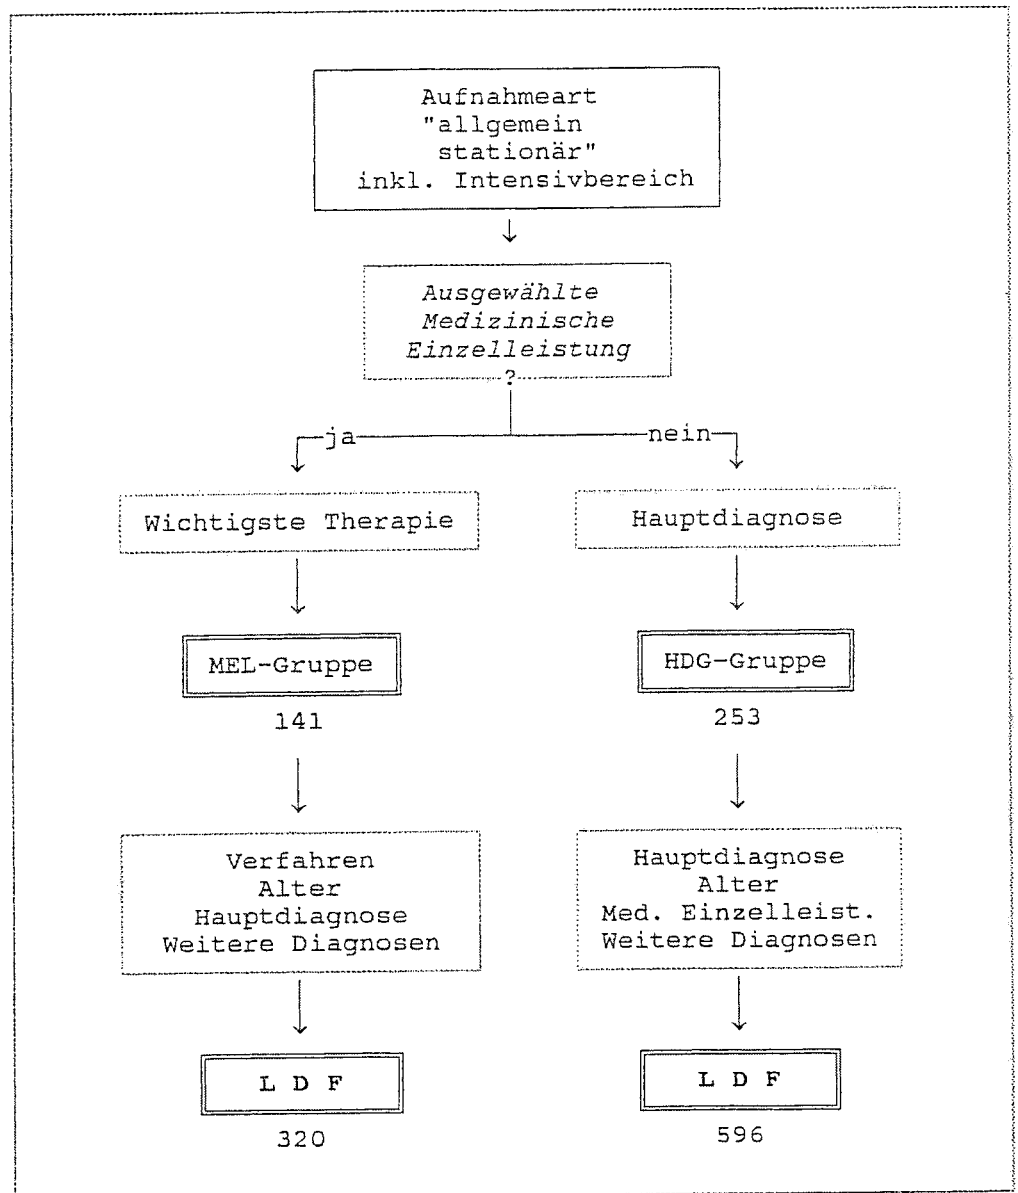 Aufnahmeart
"allgemein
stationär"
inkl. Intensivbereich
Ausgewählte
Medizinische
Einzelleistung
?
ja
nein
Wichtigste Therapie
Hauptdiagnose
MEL-Gruppe
HDG-Gruppe
141
253
Verfahren
Alter
Hauptdiagnose
Weitere Diagnosen
Hauptdiagnose
Alter
Med. Einzelleist.
Weitere Diagnosen
L D F
L D F
320
596